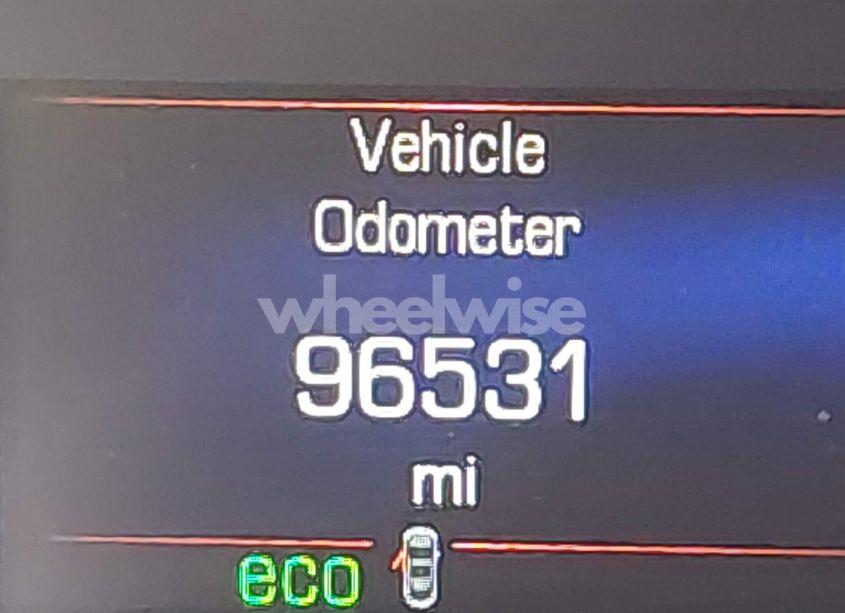 Vehicle
Odometer
wheelwise
96531
mi
eco